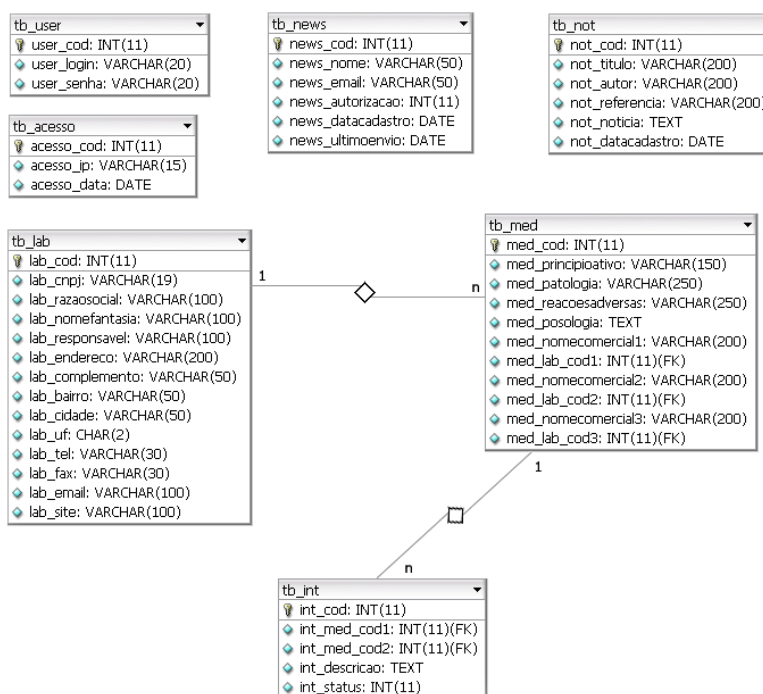 tb_user
user_cod: INT(11)
user_login: VARCHAR(20)
user_senha: VARCHAR(20)
tb_news
news_cod: INT(11)
news_nome: VARCHAR(50)
news_email: VARCHAR(50)
news_autorizacao: INT(11)
news_datacadastro: DATE
news_ultimoenvio: DATE
tb_not
not_cod: INT(11)
not_titulo: VARCHAR(200)
not_autor: VARCHAR(200)
not_referencia: VARCHAR(200)
not_noticia: TEXT
not_datacadastro: DATE
tb_acesso
acesso_cod: INT(11)
acesso_ip: VARCHAR(15)
acesso_data: DATE
tb_lab
lab_cod: INT(11)
lab_cnpj: VARCHAR(19)
lab_razaosocial: VARCHAR(100)
lab_nomefantasia: VARCHAR(100)
lab_responsavel: VARCHAR(100)
lab_endereco: VARCHAR(200)
lab_complemento: VARCHAR(50)
lab_bairro: VARCHAR(50)
lab_cidade: VARCHAR(50)
lab_uf: CHAR(2)
lab_tel: VARCHAR(30)
lab_fax: VARCHAR(30)
lab_email: VARCHAR(100)
lab_site: VARCHAR(100)
1
n
tb_med
med_cod: INT(11)
med_principioativo: VARCHAR(150)
med_patologia: VARCHAR(250)
med_reacoesadversas: VARCHAR(250)
med_posologia: TEXT
med_nomecomercial1: VARCHAR(200)
med_lab_cod1: INT(11)(FK)
med_nomecomercial2: VARCHAR(200)
med_lab_cod2: INT(11)(FK)
med_nomecomercial3: VARCHAR(200)
med_lab_cod3: INT(11)(FK)
1
n
tb_int
int_cod: INT(11)
int_med_cod1: INT(11)(FK)
int_med_cod2: INT(11)(FK)
int_descricao: TEXT
int_status: INT(11)